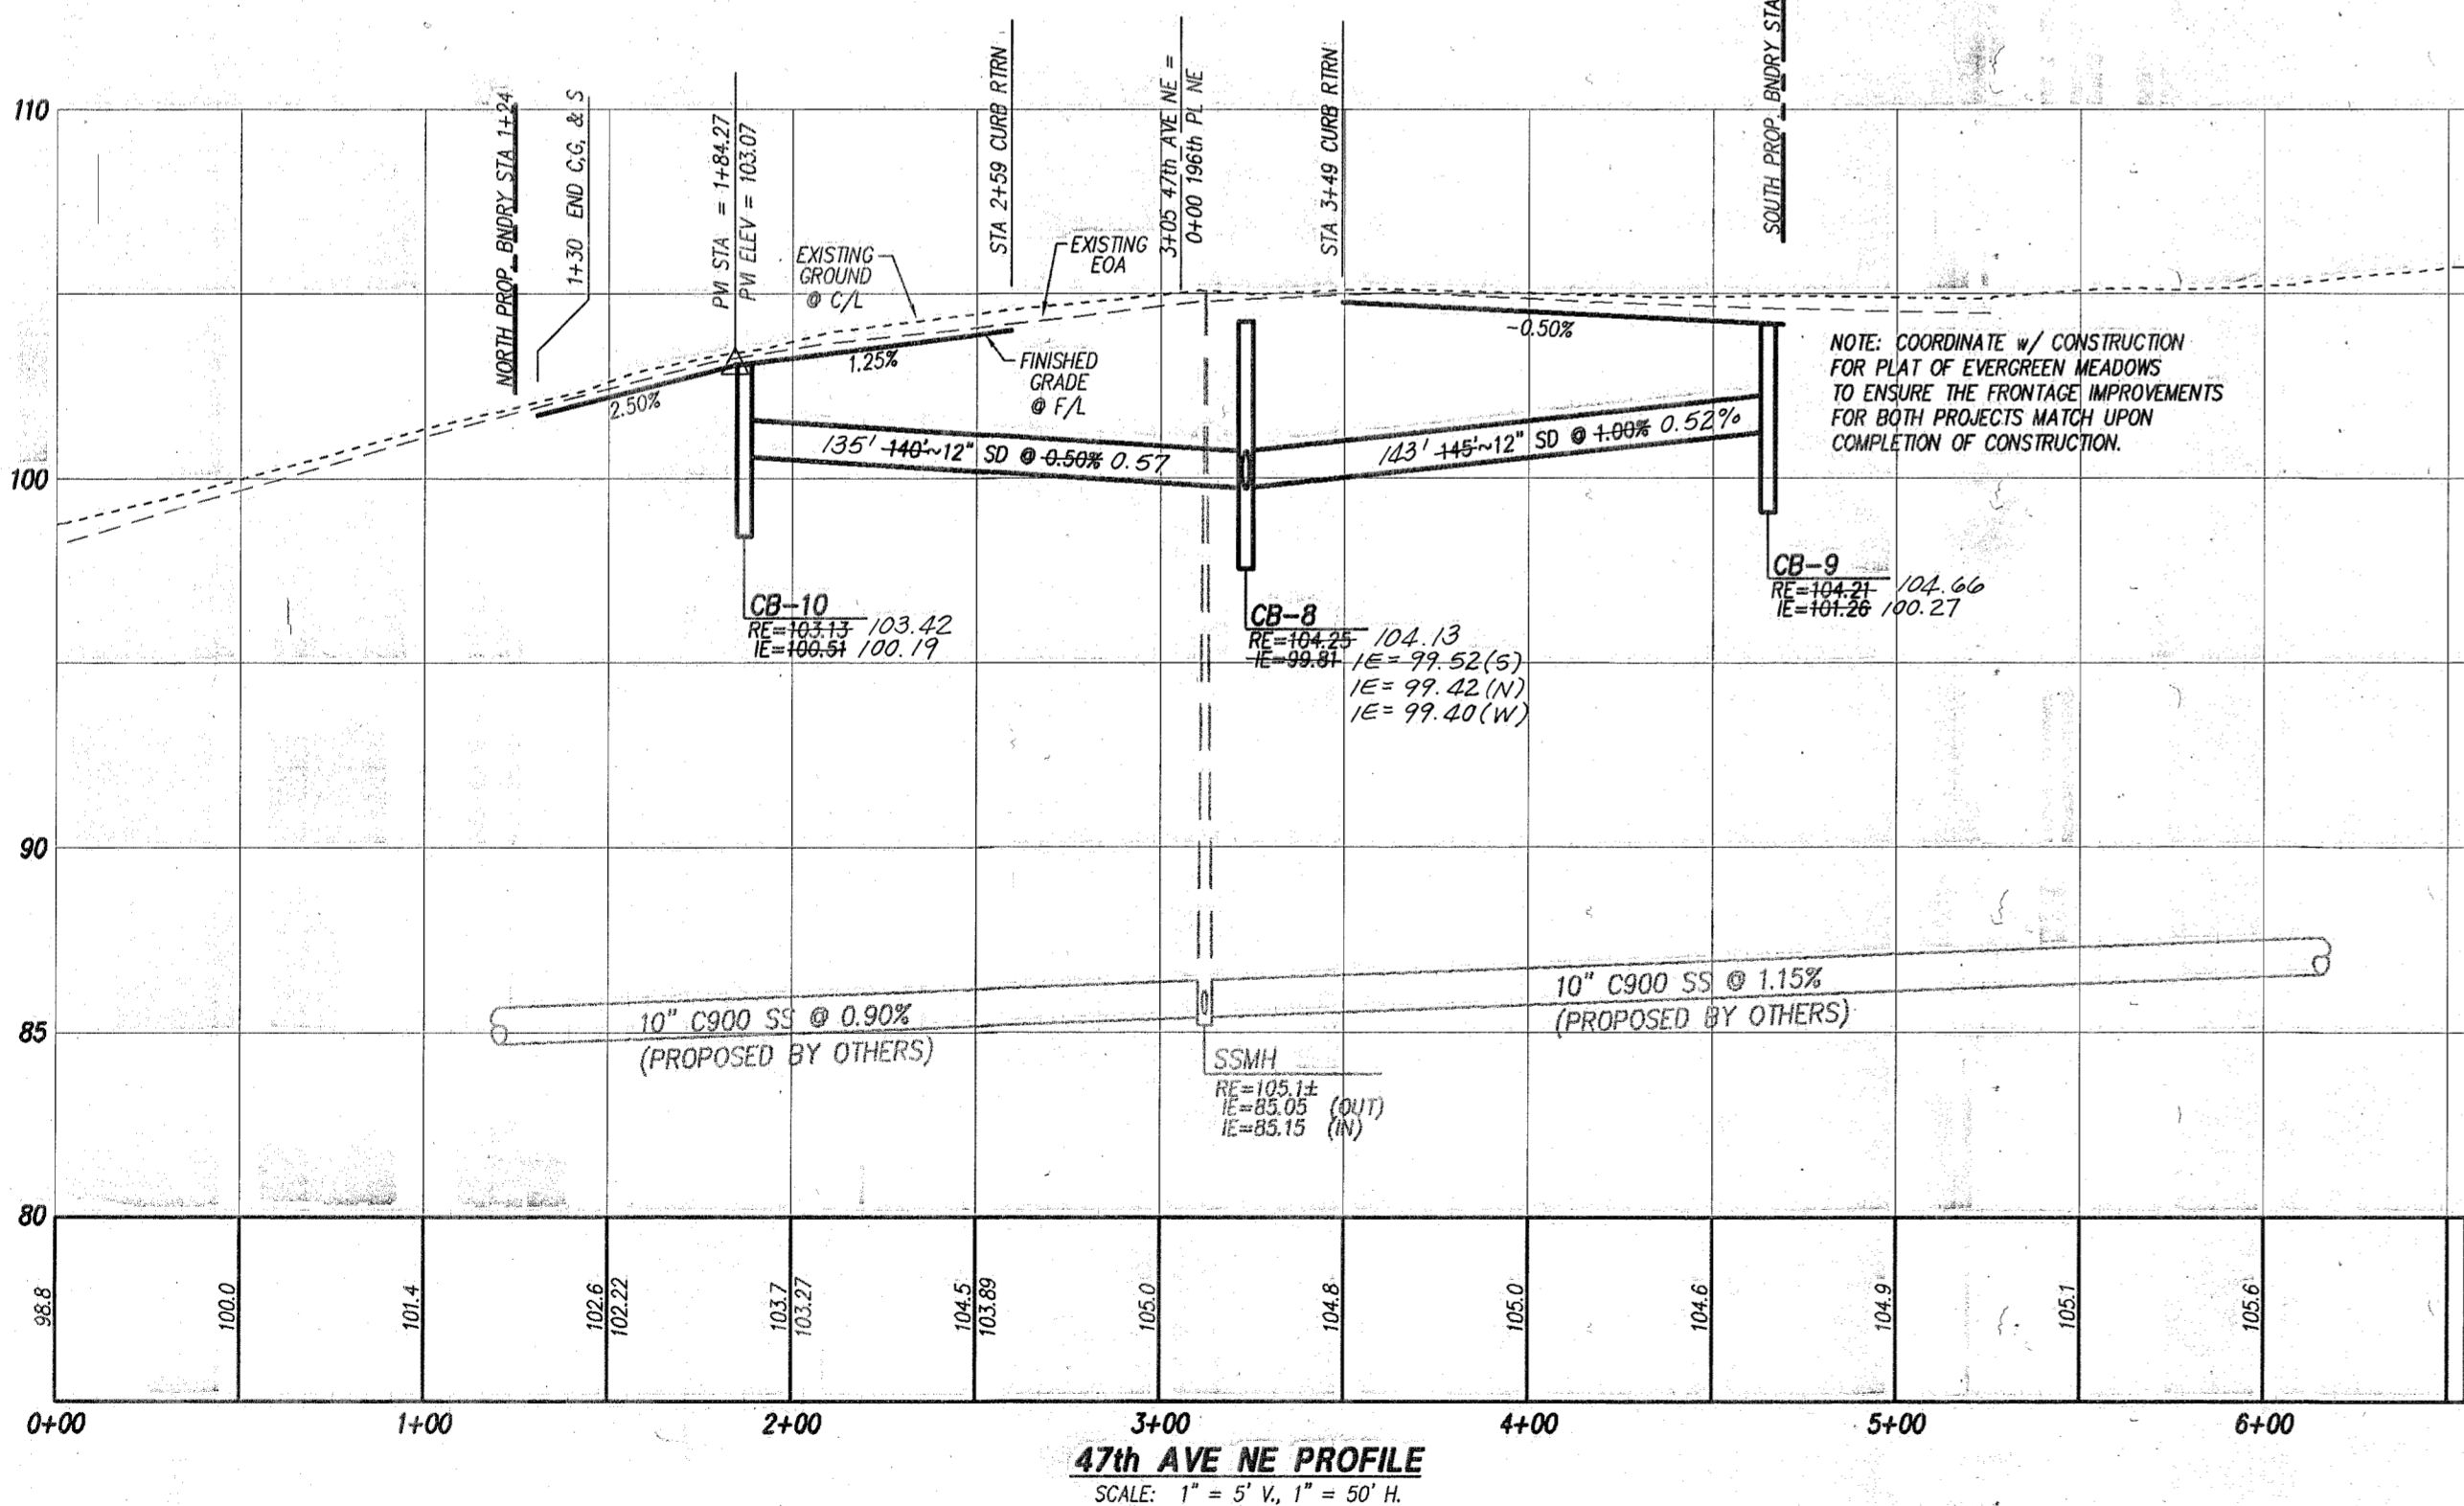 110
100
90
85
80
NORTH PROP. BNDRY STA 1+24
1+30 END C,G, & S
PVI STA = 1+84.27
PVI ELEV = 103.07
STA 2+59 CURB RTRN
3+05 47th AVE NE =
0+00 196th PL NE
STA 3+49 CURB RTRN
SOUTH PROP. BNDRY STA
EXISTING
GROUND
@ C/L
EXISTING
EOA
2.50%
1.25%
FINISHED
GRADE
@ F/L
-0.50%
NOTE: COORDINATE w/ CONSTRUCTION
FOR PLAT OF EVERGREEN MEADOWS
TO ENSURE THE FRONTAGE IMPROVEMENTS
FOR BOTH PROJECTS MATCH UPON
COMPLETION OF CONSTRUCTION.
135' 140'~12" SD @ 0.50% 0.57
143' 145'~12" SD @ 1.00% 0.52%
CB-10
RE=103.13 103.42
IE=100.51 100.19
CB-8
RE=104.25 104.13
IE=99.81 IE= 99.52(S)
IE= 99.42(N)
IE= 99.40(W)
CB-9
RE=104.21 104.66
IE=101.26 100.27
10" C900 SS @ 0.90%
(PROPOSED BY OTHERS)
10" C900 SS @ 1.15%
(PROPOSED BY OTHERS)
SSMH
RE=105.1±
IE=85.05 (OUT)
IE=85.15 (IN)
98.8
100.0
101.4
102.6
102.22
103.7
103.27
104.5
103.89
105.0
104.8
105.0
104.6
104.9
105.1
105.6
0+00 1+00 2+00 3+00 4+00 5+00 6+00
47th AVE NE PROFILE
SCALE: 1" = 5' V., 1" = 50' H.